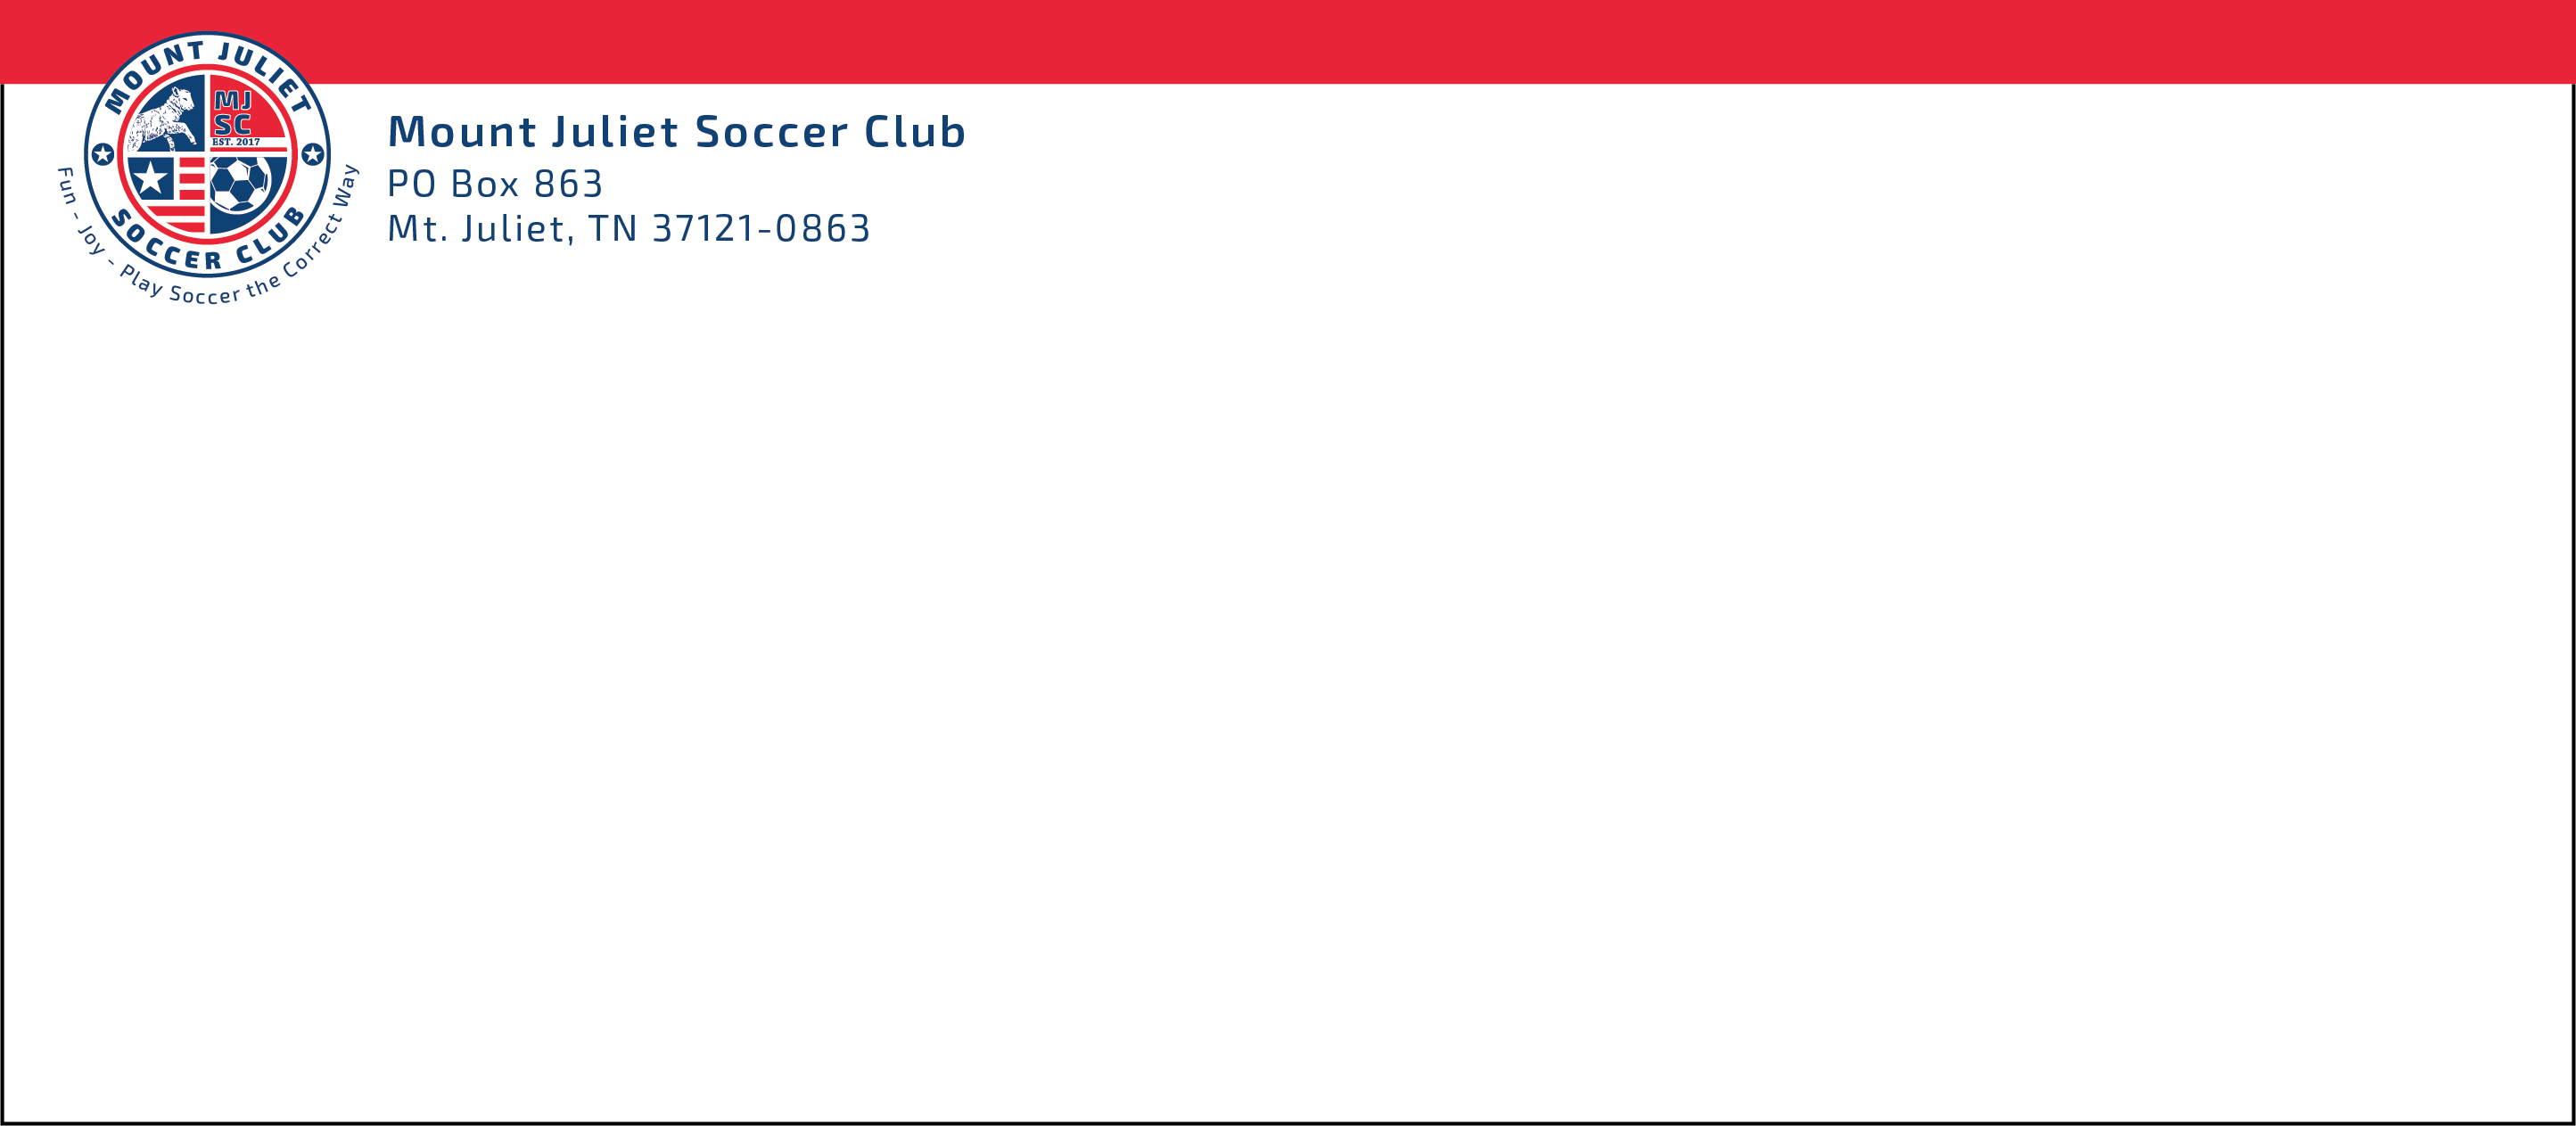 MOUNT JULIET
MJ
SC
EST. 2017
SOCCER CLUB
Fun - Joy - Play Soccer the Correct Way
Mount Juliet Soccer Club
PO Box 863
Mt. Juliet, TN 37121-0863